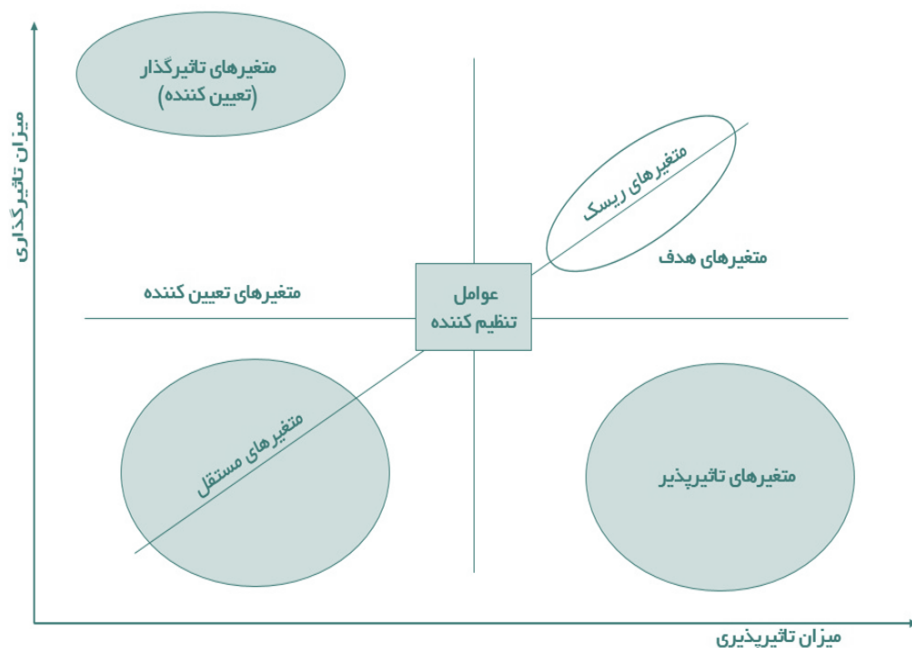 متغیرهای تاثیرگذار
(تعیین کننده)
میزان تاثیرگذاری
متغیرهای ریسک
متغیرهای هدف
متغیرهای تعیین کننده
عوامل
تنظیم کننده
متغیرهای مستقل
متغیرهای تاثیرپذیر
میزان تاثیرپذیری